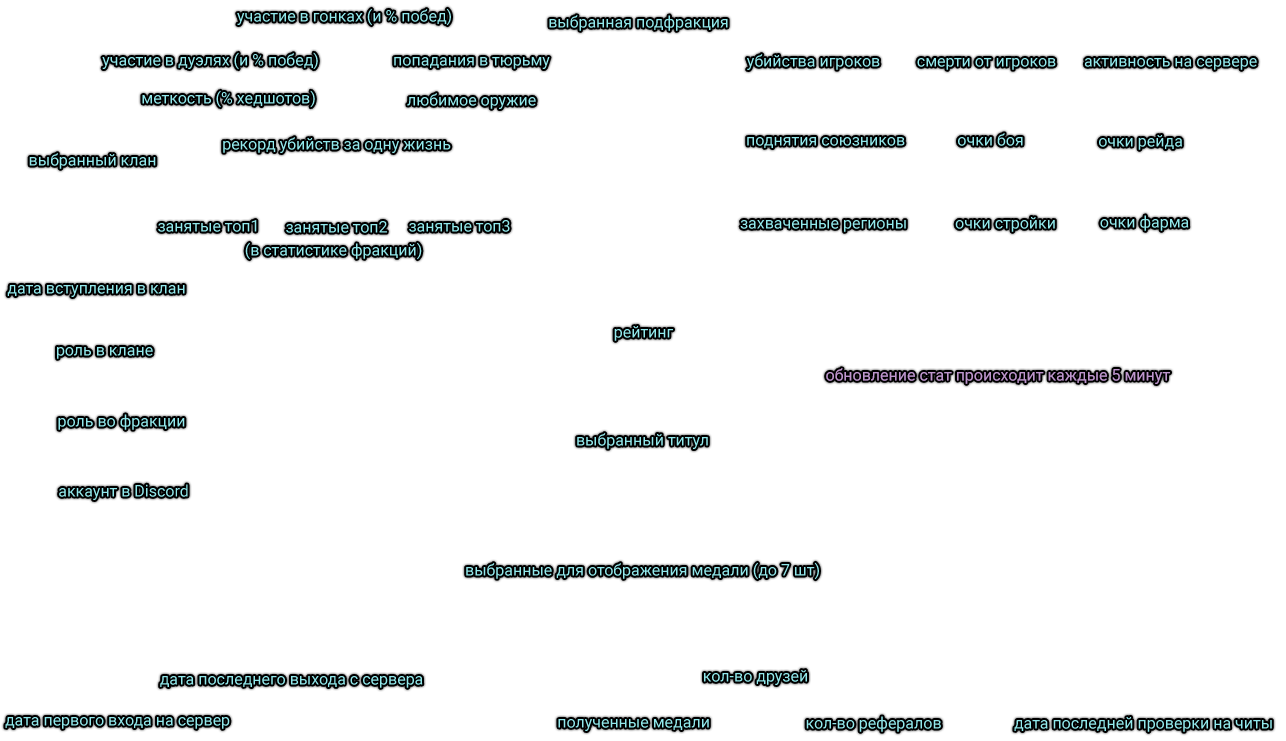 участие в гонках (и % побед)
выбранная подфракция
участие в дуэлях (и % побед)
попадания в тюрьму
убийства игроков
смерти от игроков
активность на сервере
меткость (% хедшотов)
любимое оружие
рекорд убийств за одну жизнь
поднятия союзников
очки боя
очки рейда
выбранный клан
занятые топ1
занятые топ2
занятые топ3
(в статистике фракций)
захваченные регионы
очки стройки
очки фарма
дата вступления в клан
рейтинг
роль в клане
обновление стат происходит каждые 5 минут
роль во фракции
выбранный титул
аккаунт в Discord
выбранные для отображения медали (до 7 шт)
дата последнего выхода с сервера
кол-во друзей
дата первого входа на сервер
полученные медали
кол-во рефералов
дата последней проверки на читы